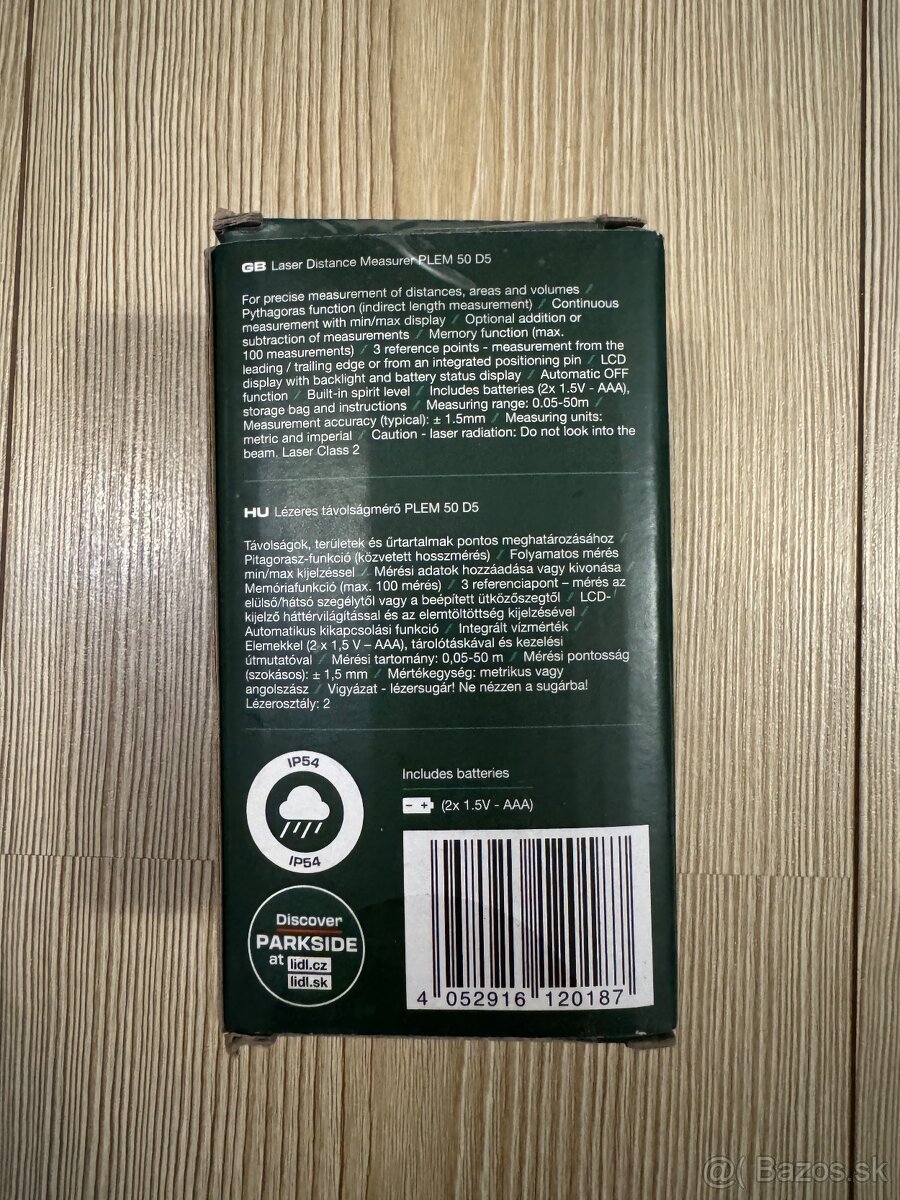 GB Laser Distance Measurer PLEM 50 D5
For precise measurement of distances, areas and volumes /
Pythagoras function (indirect length measurement) / Continuous
measurement with min/max display / Optional addition or
subtraction of measurements / Memory function (max.
100 measurements) / 3 reference points - measurement from the
leading / trailing edge or from an integrated positioning pin / LCD
display with backlight and battery status display / Automatic OFF
function / Built-in spirit level / Includes batteries (2x 1.5V - AAA),
storage bag and instructions / Measuring range: 0.05-50m /
Measurement accuracy (typical): ± 1.5mm / Measuring units:
metric and imperial / Caution - laser radiation: Do not look into the
beam. Laser Class 2
HU Lézeres távolságmérő PLEM 50 D5
Távolságok, területek és űrtartalmak pontos meghatározásához /
Pitagorasz-funkció (közvetett hosszmérés) / Folyamatos mérés
min/max kijelzéssel / Mérési adatok hozzáadása vagy kivonása /
Memóriafunkció (max. 100 mérés) / 3 referenciapont – mérés az
elülső/hátsó szegélytől vagy a beépített ütközőszegtől / LCD-
kijelző háttérvilágítással és az elemtöltöttség kijelzésével /
Automatikus kikapcsolási funkció / Integrált vízmérték /
Elemekkel (2 x 1,5 V – AAA), tárolótáskával és kezelési
útmutatóval / Mérési tartomány: 0,05-50 m / Mérési pontosság
(szokásos): ± 1,5 mm / Mértékegység: metrikus vagy
angolszász / Vigyázat - lézersugár! Ne nézzen a sugárba!
Lézerosztály: 2
IP54
IP54
Includes batteries
(2x 1.5V - AAA)
Discover
PARKSIDE
at lidl.cz
lidl.sk
4 052916 120187
@( Bazos.sk